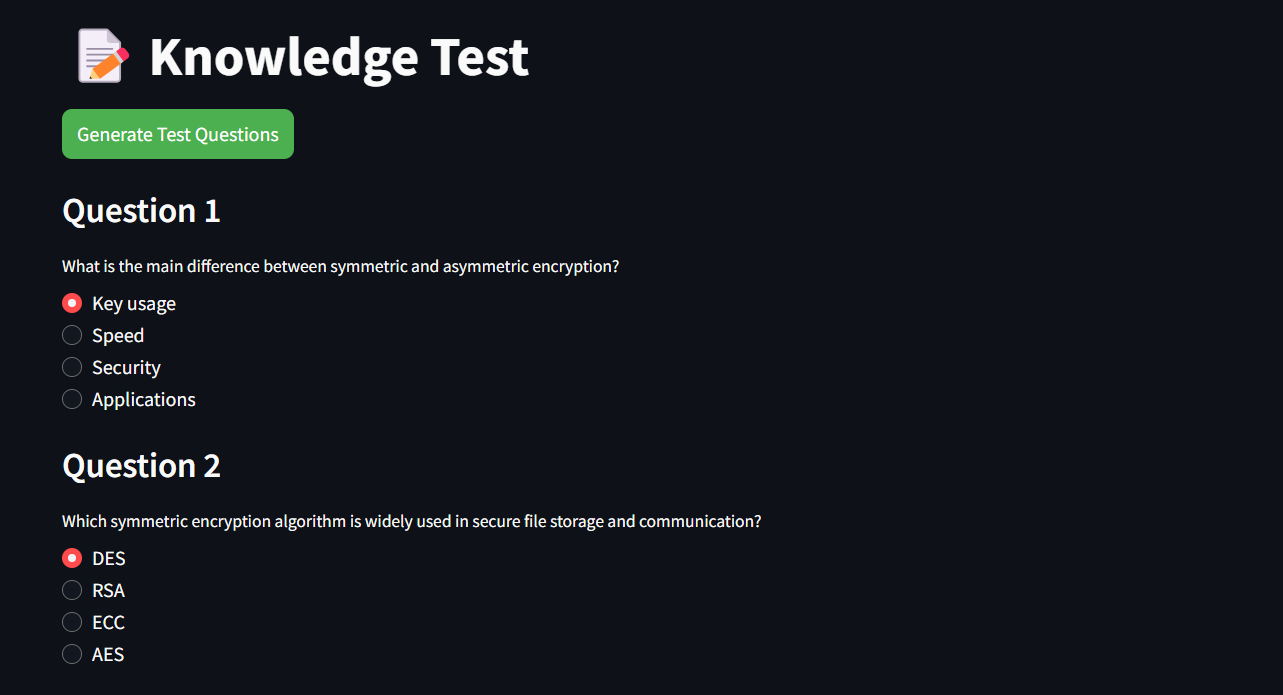 Knowledge Test
Generate Test Questions
Question 1
What is the main difference between symmetric and asymmetric encryption?
Key usage
Speed
Security
Applications
Question 2
Which symmetric encryption algorithm is widely used in secure file storage and communication?
DES
RSA
ECC
AES